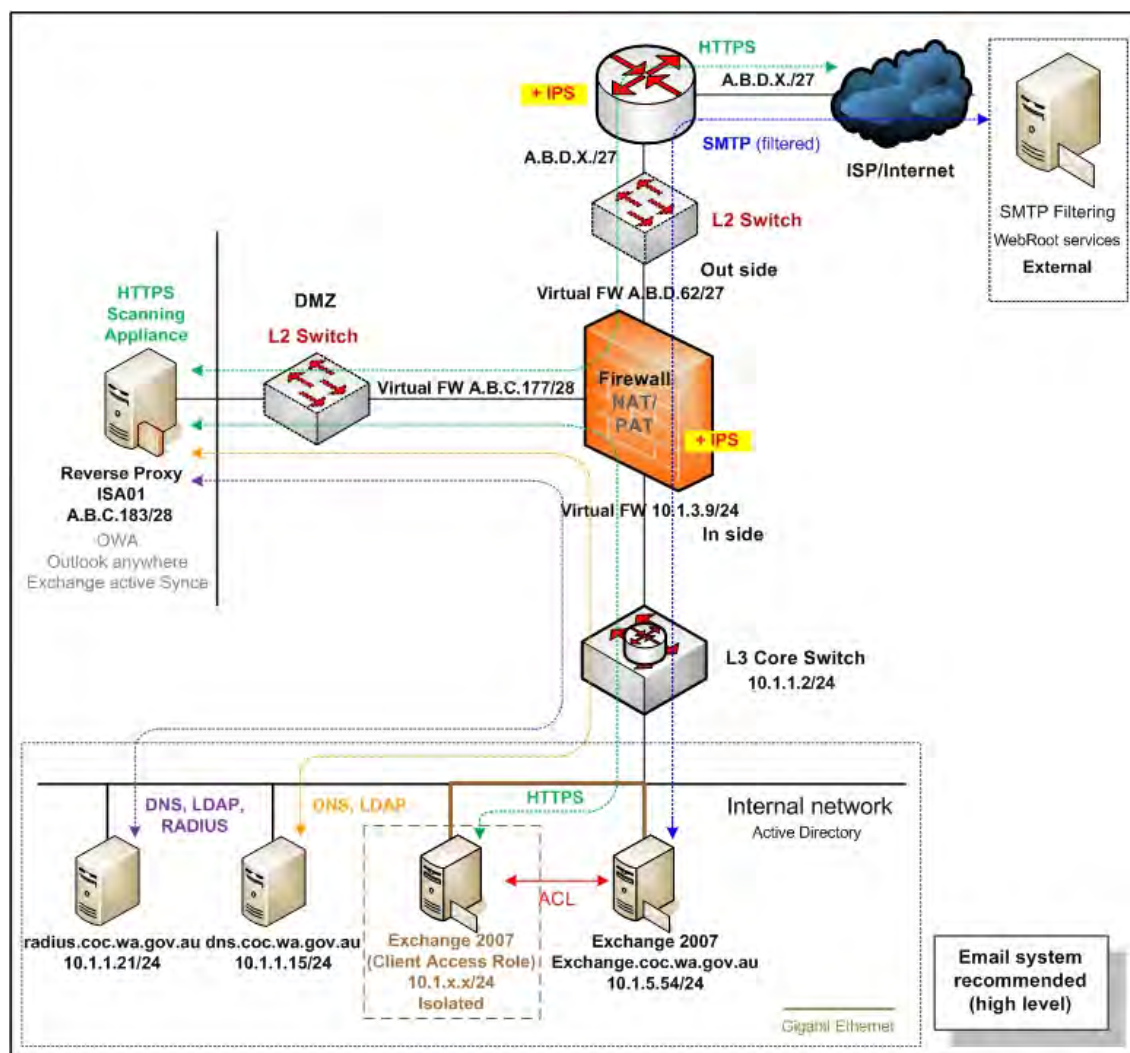 HTTPS
A.B.D.X./27
+ IPS
SMTP (filtered)
A.B.D.X./27
ISP/Internet
L2 Switch
SMTP Filtering
WebRoot services
External
Out side
HTTPS
Scanning
Appliance
DMZ
L2 Switch
Virtual FW A.B.D.62/27
Virtual FW A.B.C.177/28
Firewall
NAT/
PAT
+ IPS
Reverse Proxy
ISA01
A.B.C.183/28
OWA
Outlook anywhere
Exchange active Synce
Virtual FW 10.1.3.9/24
In side
L3 Core Switch
10.1.1.2/24
DNS, LDAP,
RADIUS
DNS, LDAP
HTTPS
Internal network
Active Directory
ACL
radius.coc.wa.gov.au
10.1.1.21/24
dns.coc.wa.gov.au
10.1.1.15/24
Exchange 2007
(Client Access Role)
10.1.x.x/24
Isolated
Exchange 2007
Exchange.coc.wa.gov.au
10.1.5.54/24
Email system
recommended
(high level)
Gigabit Ethernet